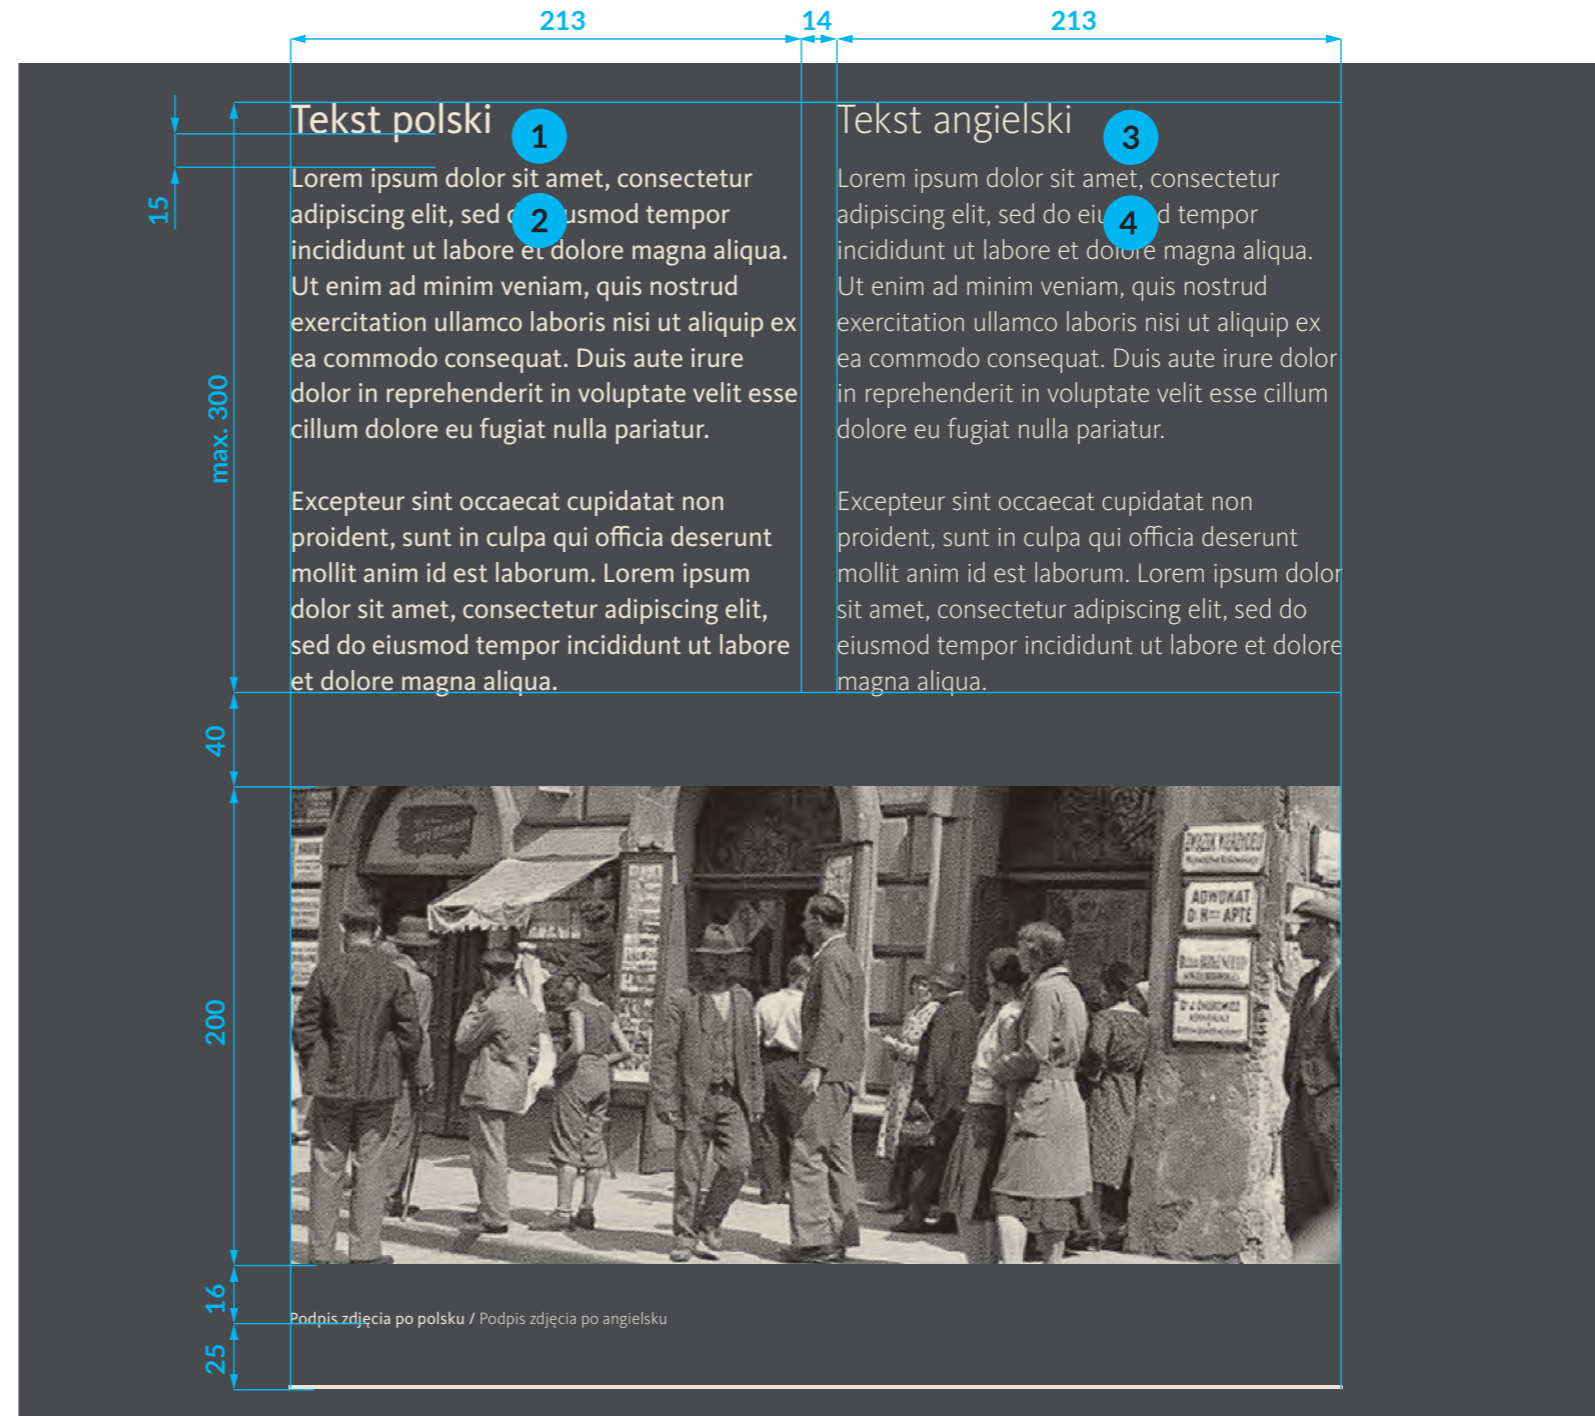 213 14 213
Tekst polski
1
15
Lorem ipsum dolor sit amet, consectetur
adipiscing elit, sed usmod tempor
2
incididunt ut labore et dolore magna aliqua.
Ut enim ad minim veniam, quis nostrud
exercitation ullamco laboris nisi ut aliquip ex
ea commodo consequat. Duis aute irure
dolor in reprehenderit in voluptate velit esse
cillum dolore eu fugiat nulla pariatur.
Excepteur sint occaecat cupidatat non
proident, sunt in culpa qui officia deserunt
mollit anim id est laborum. Lorem ipsum
dolor sit amet, consectetur adipiscing elit,
sed do eiusmod tempor incididunt ut labore
et dolore magna aliqua.
Tekst angielski
3
Lorem ipsum dolor sit amet, consectetur
adipiscing elit, sed do eiu d tempor
4
incididunt ut labore et dolore magna aliqua.
Ut enim ad minim veniam, quis nostrud
exercitation ullamco laboris nisi ut aliquip ex
ea commodo consequat. Duis aute irure dolor
in reprehenderit in voluptate velit esse cillum
dolore eu fugiat nulla pariatur.
Excepteur sint occaecat cupidatat non
proident, sunt in culpa qui officia deserunt
mollit anim id est laborum. Lorem ipsum dolor
sit amet, consectetur adipiscing elit, sed do
eiusmod tempor incididunt ut labore et dolore
magna aliqua.
max. 300
40
200
ADWOKAT
APTE
16
Podpis zdjęcia po polsku / Podpis zdjęcia po angielsku
25